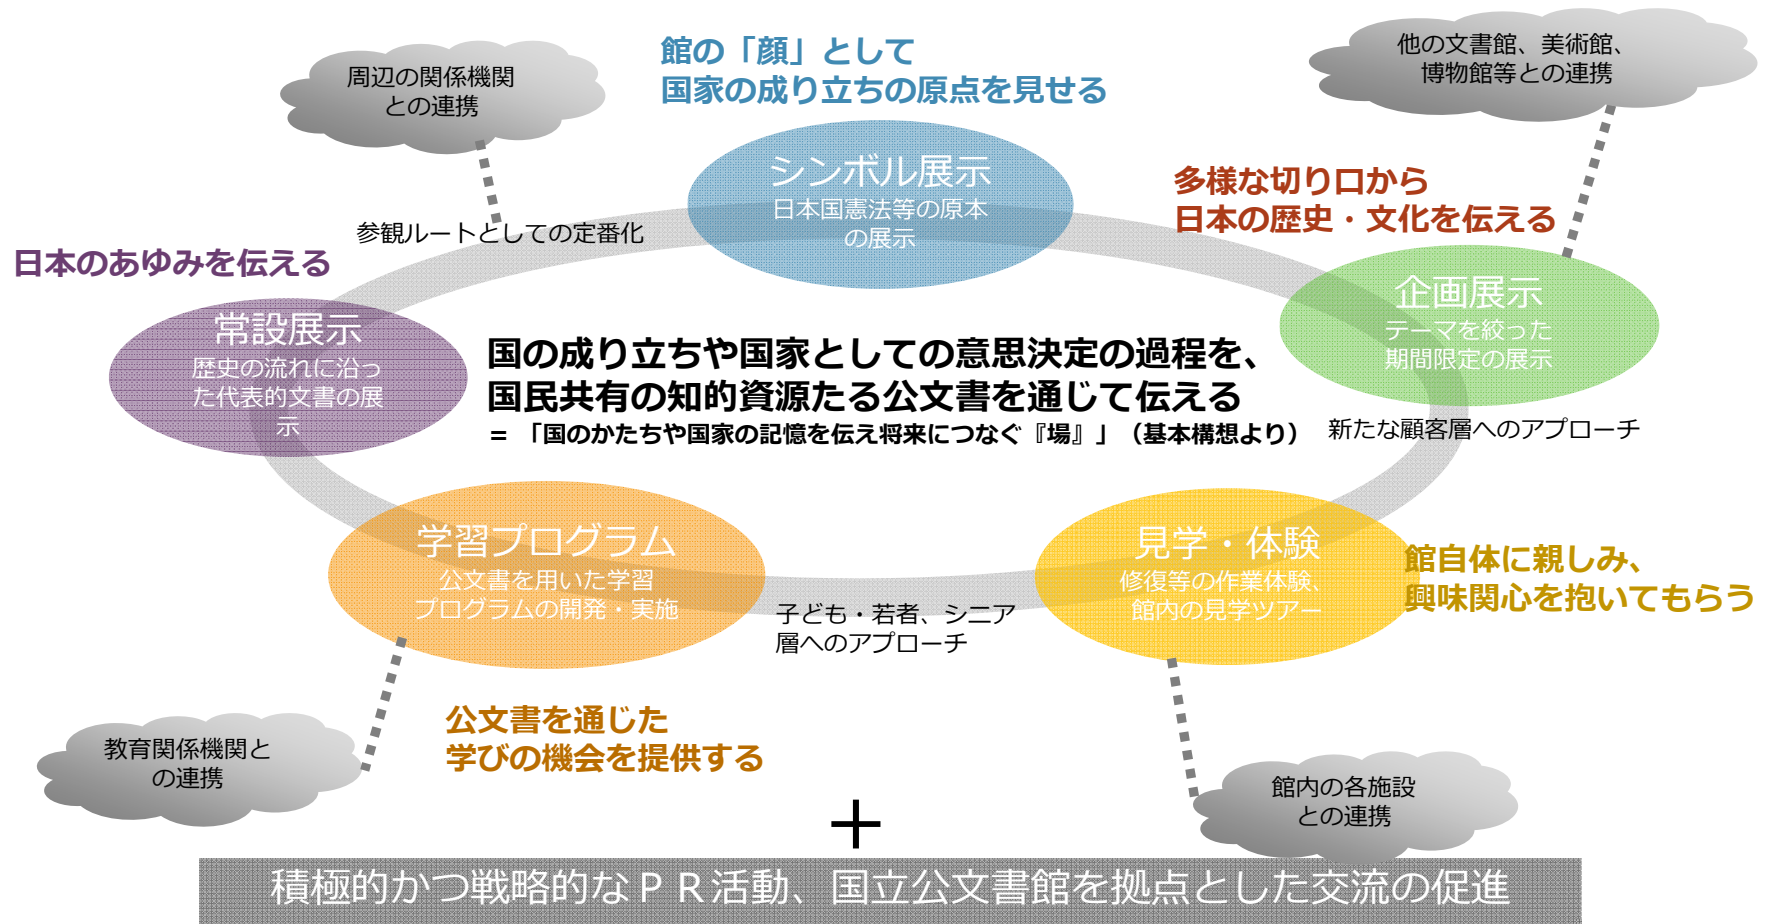 館の「顔」として
国家の成り立ちの原点を見せる
周辺の関係機関
との連携
他の文書館、美術館、
博物館等との連携
シンボル展示
日本国憲法等の原本
の展示
多様な切り口から
日本の歴史・文化を伝える
参観ルートとしての定番化
日本のあゆみを伝える
常設展示
歴史の流れに沿っ
た代表的文書の展
示
企画展示
テーマを絞った
期間限定の展示
国の成り立ちや国家としての意思決定の過程を、
国民共有の知的資源たる公文書を通じて伝える
= 「国のかたちや国家の記憶を伝え将来につなぐ『場』」（基本構想より）
新たな顧客層へのアプローチ
学習プログラム
公文書を用いた学習
プログラムの開発・実施
見学・体験
修復等の作業体験、
館内の見学ツアー
館自体に親しみ、
興味関心を抱いてもらう
子ども・若者、シニア
層へのアプローチ
公文書を通じた
学びの機会を提供する
教育関係機関と
の連携
館内の各施設
との連携
＋
積極的かつ戦略的なＰＲ活動、国立公文書館を拠点とした交流の促進